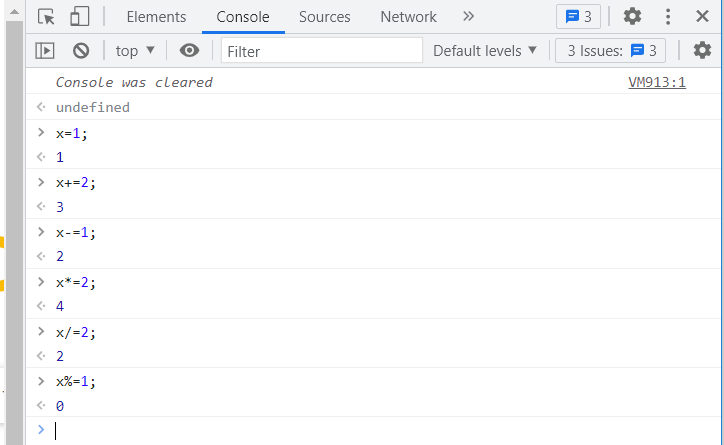 Elements Console Sources Network 3
top Filter Default levels 3 Issues: 3
Console was cleared VM913:1
undefined
x=1;
1
x+=2;
3
x-=1;
2
x*=2;
4
x/=2;
2
x%=1;
0